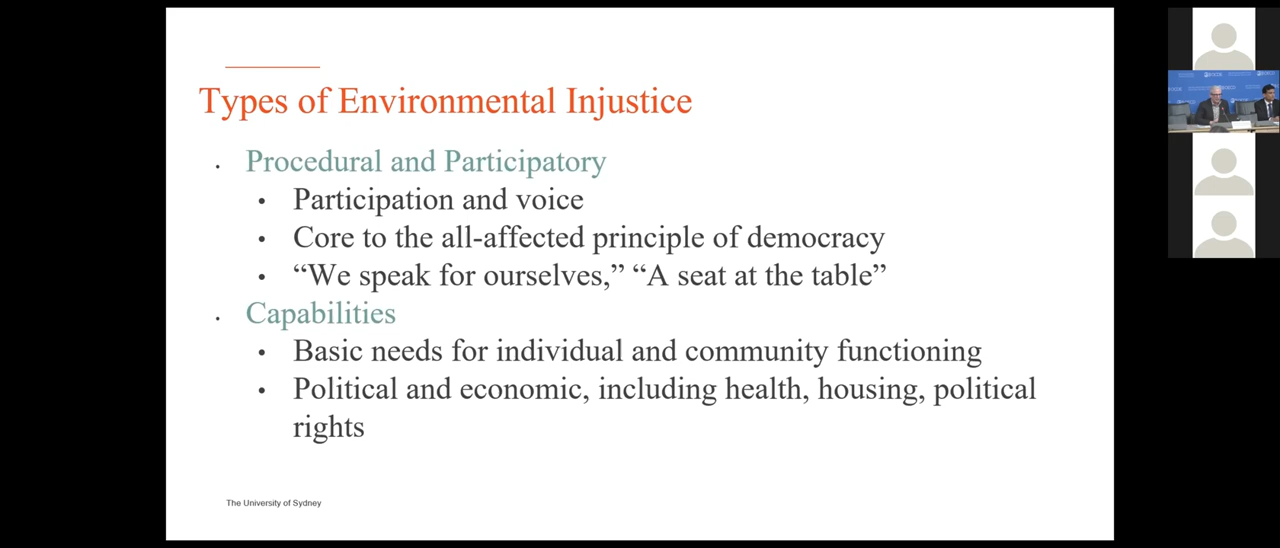 Types of Environmental Injustice
. Procedural and Participatory
• Participation and voice
• Core to the all-affected principle of democracy
• “We speak for ourselves,” “A seat at the table”
. Capabilities
• Basic needs for individual and community functioning
• Political and economic, including health, housing, political
rights
The University of Sydney